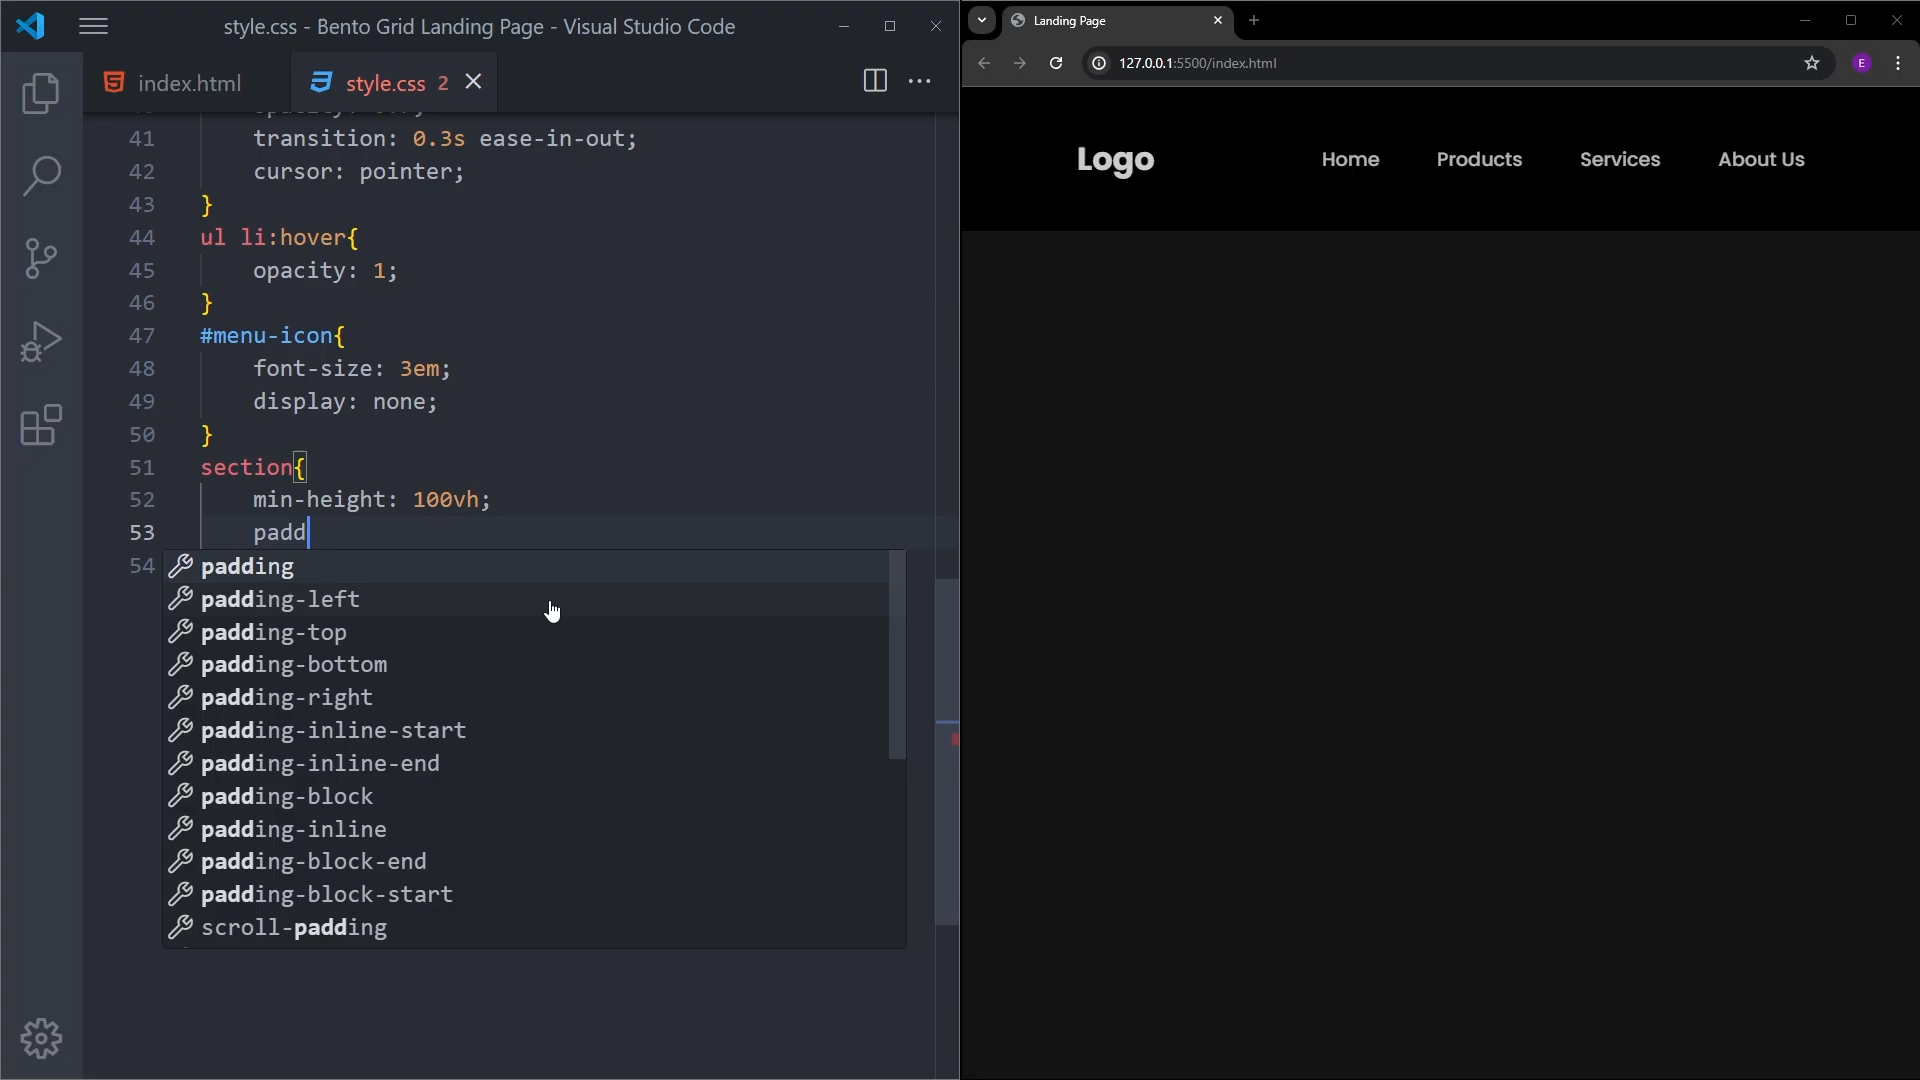 style.css - Bento Grid Landing Page - Visual Studio Code
index.html
style.css 2
41 transition: 0.3s ease-in-out;
42 cursor: pointer;
43 }
44 ul li:hover{
45 opacity: 1;
46 }
47 #menu-icon{
48 font-size: 3em;
49 display: none;
50 }
51 section{
52 min-height: 100vh;
53 padd
54
padding
padding-left
padding-top
padding-bottom
padding-right
padding-inline-start
padding-inline-end
padding-block
padding-inline
padding-block-end
padding-block-start
scroll-padding
Landing Page
127.0.0.1:5500/index.html
E
Logo
Home
Products
Services
About Us